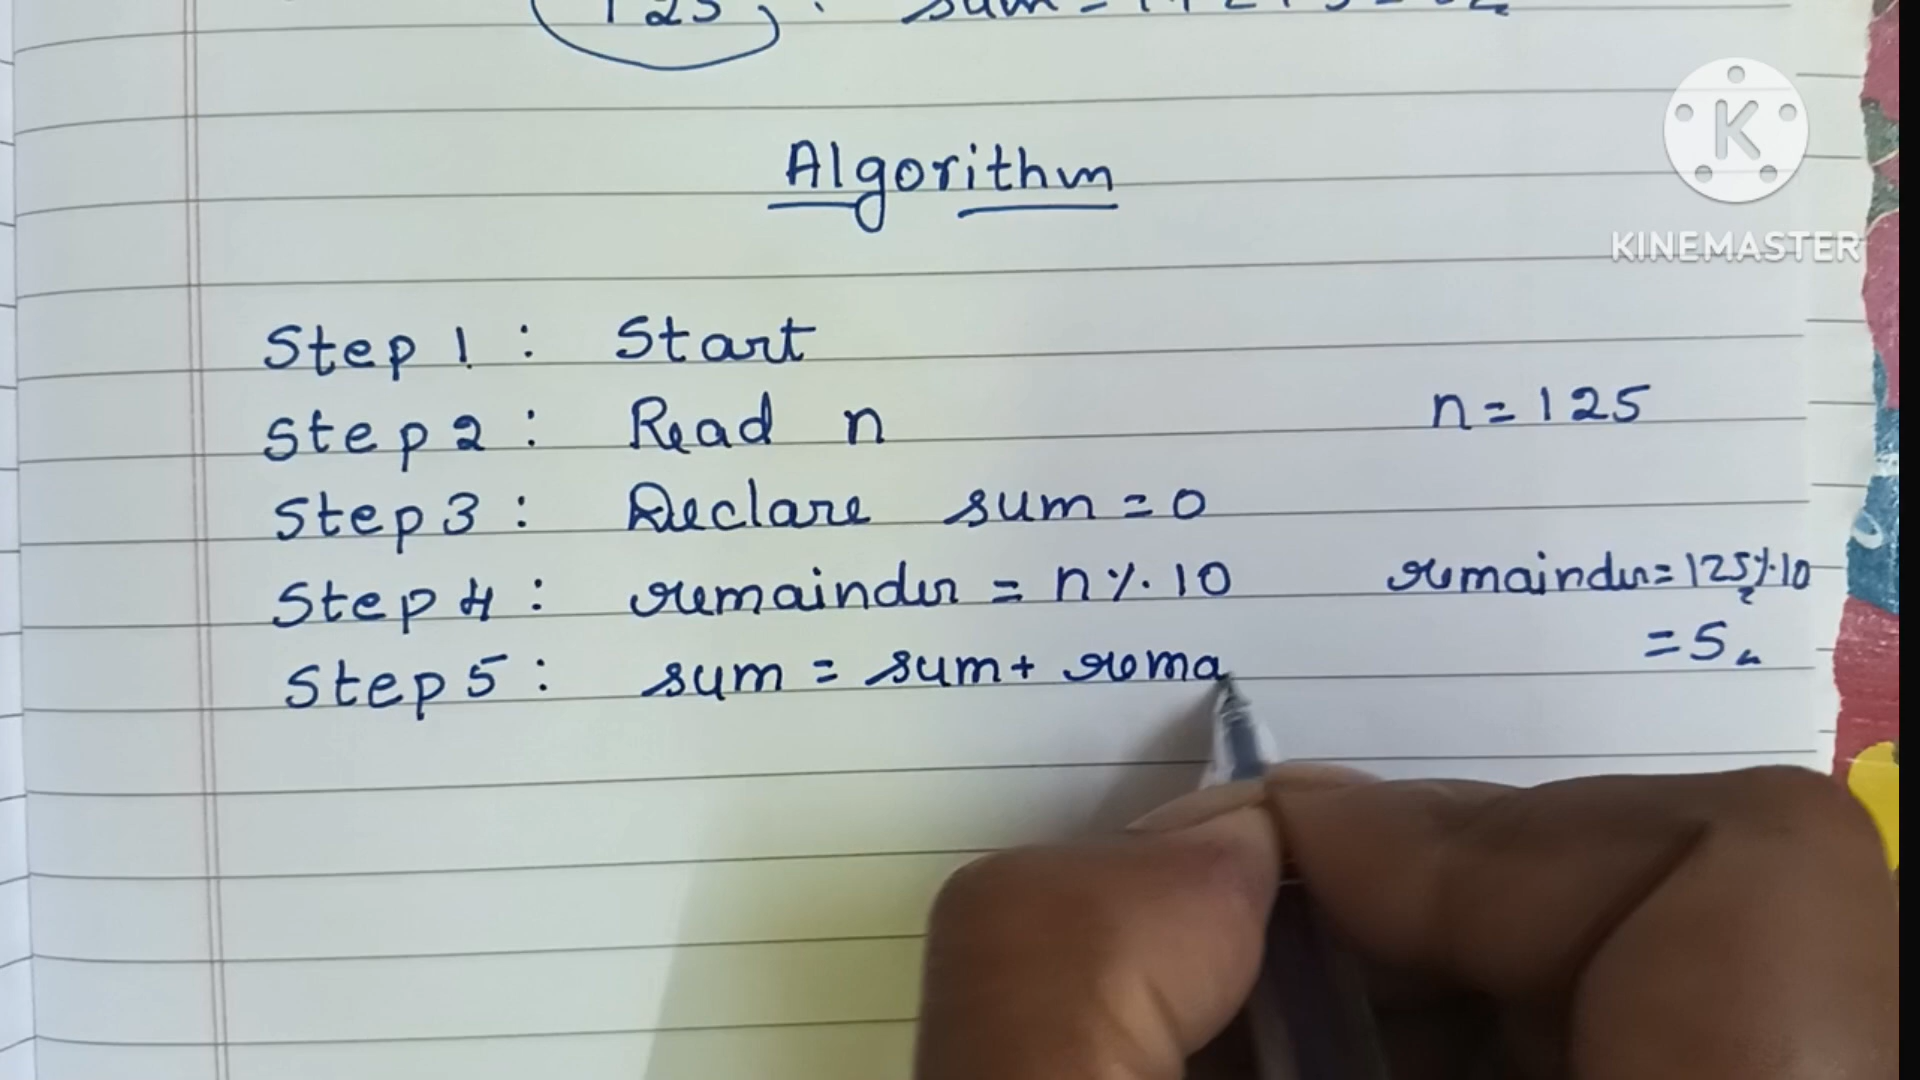 125
Algorithm
KINEMASTER
Step 1 : Start
Step 2 : Read n
n = 125
Step 3 : Declare sum = 0
Step 4 : remainder = n % 10
remainder = 125 % 10
= 5
Step 5 : sum = sum + rema